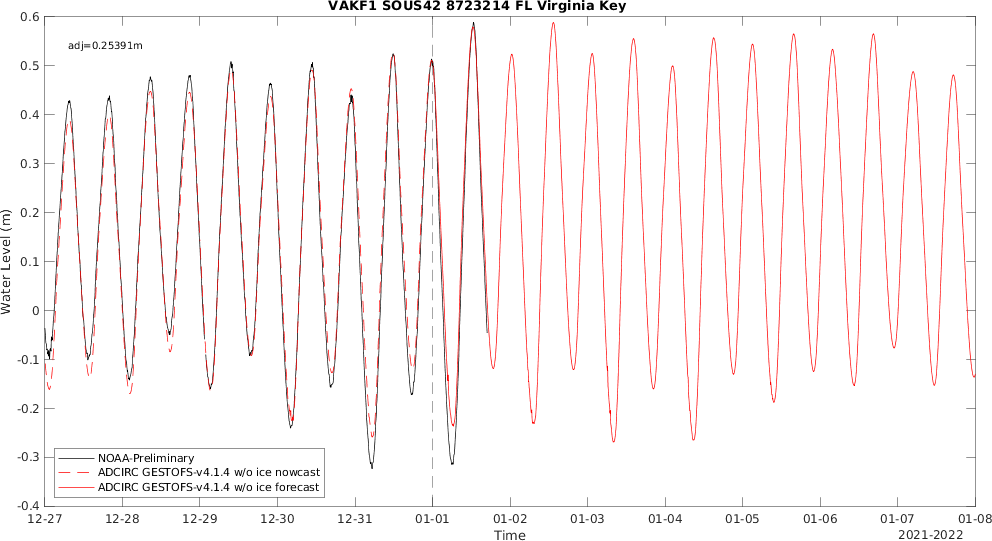 VAKF1 SOUS42 8723214 FL Virginia Key
adj=0.25391m
0.6
0.5
0.4
0.3
0.2
0.1
0
-0.1
-0.2
-0.3
-0.4
Water Level (m)
NOAA-Preliminary
ADCIRC GESTOFS-v4.1.4 w/o ice nowcast
ADCIRC GESTOFS-v4.1.4 w/o ice forecast
12-27 12-28 12-29 12-30 12-31 01-01 01-02 01-03 01-04 01-05 01-06 01-07 01-08
Time
2021-2022